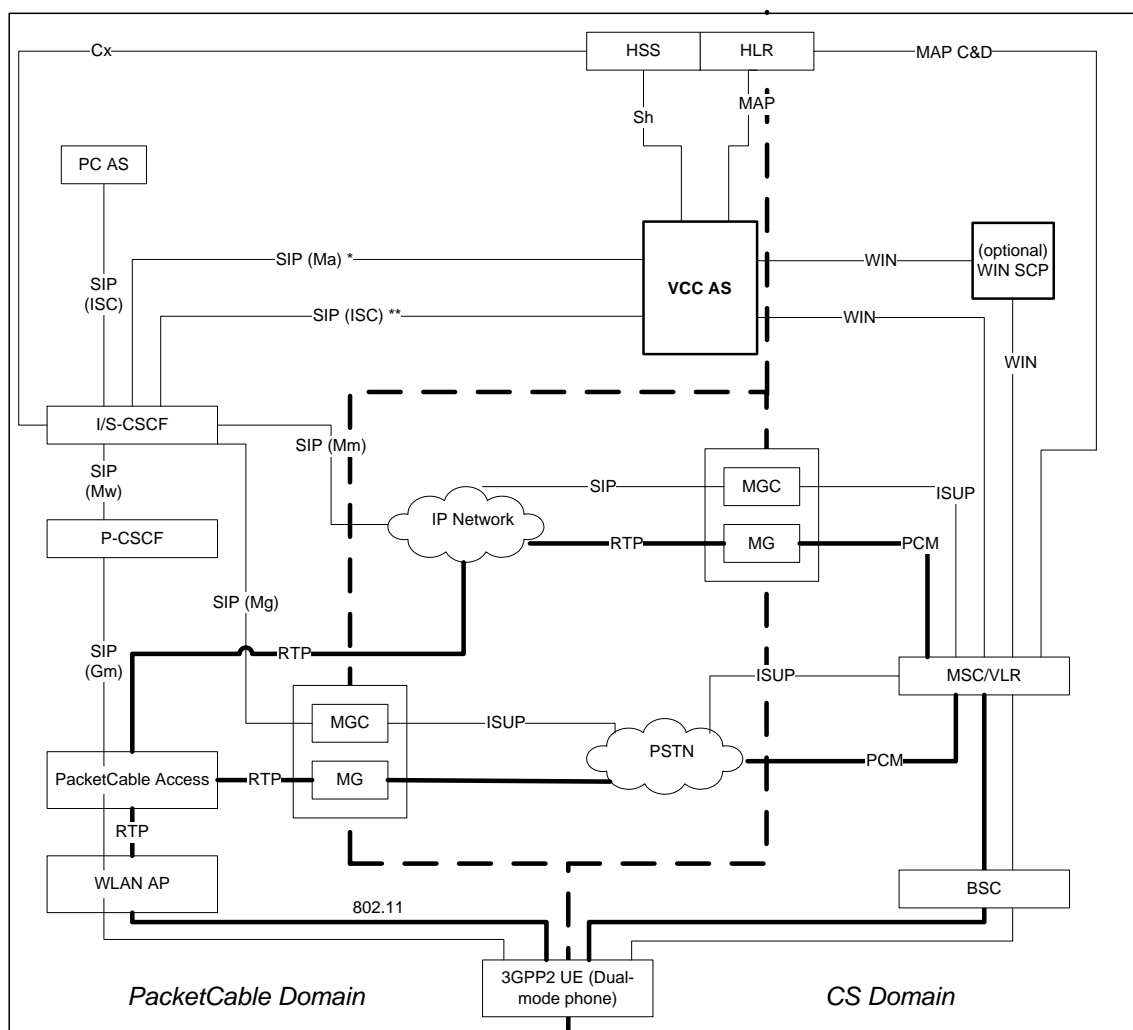 Cx
HSS
HLR
MAP C&D
Sh
MAP
PC AS
SIP
(ISC)
SIP (Ma) *
VCC AS
WIN
(optional)
WIN SCP
SIP (ISC) **
WIN
WIN
I/S-CSCF
SIP (Mm)
SIP
(Mw)
SIP
MGC
ISUP
IP Network
P-CSCF
RTP
MG
PCM
SIP (Mg)
SIP
(Gm)
RTP
ISUP
MSC/VLR
MGC
ISUP
PSTN
PacketCable Access
RTP
MG
PCM
RTP
WLAN AP
BSC
802.11
3GPP2 UE (Dual-
mode phone)
PacketCable Domain
CS Domain